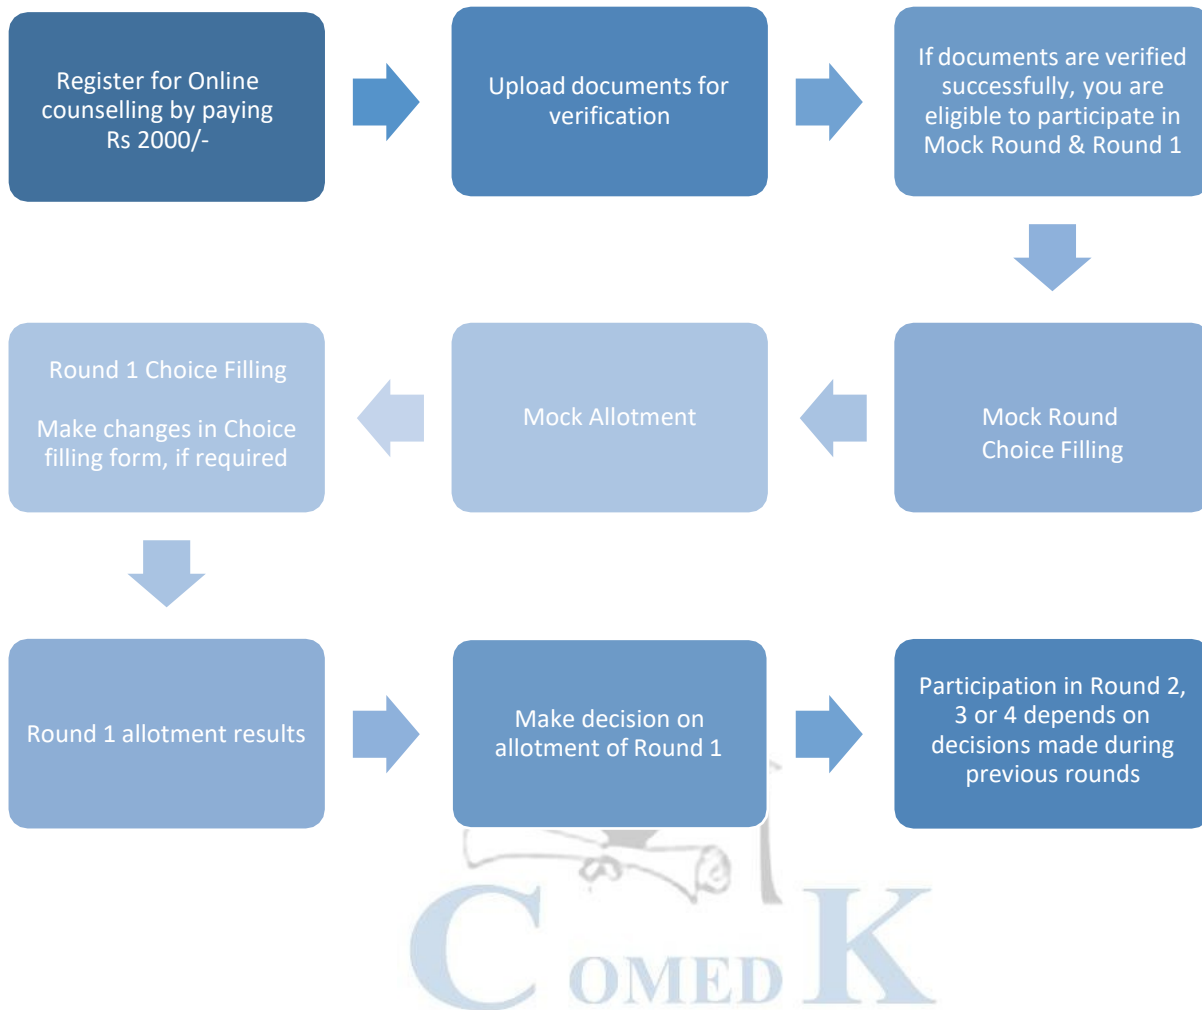 Register for Online
counselling by paying
Rs 2000/-
Upload documents for
verification
If documents are verified
successfully, you are
eligible to participate in
Mock Round & Round 1
Mock Round
Choice Filling
Mock Allotment
Round 1 Choice Filling
Make changes in Choice
filling form, if required
Round 1 allotment results
Make decision on
allotment of Round 1
Participation in Round 2,
3 or 4 depends on
decisions made during
previous rounds
COMED K